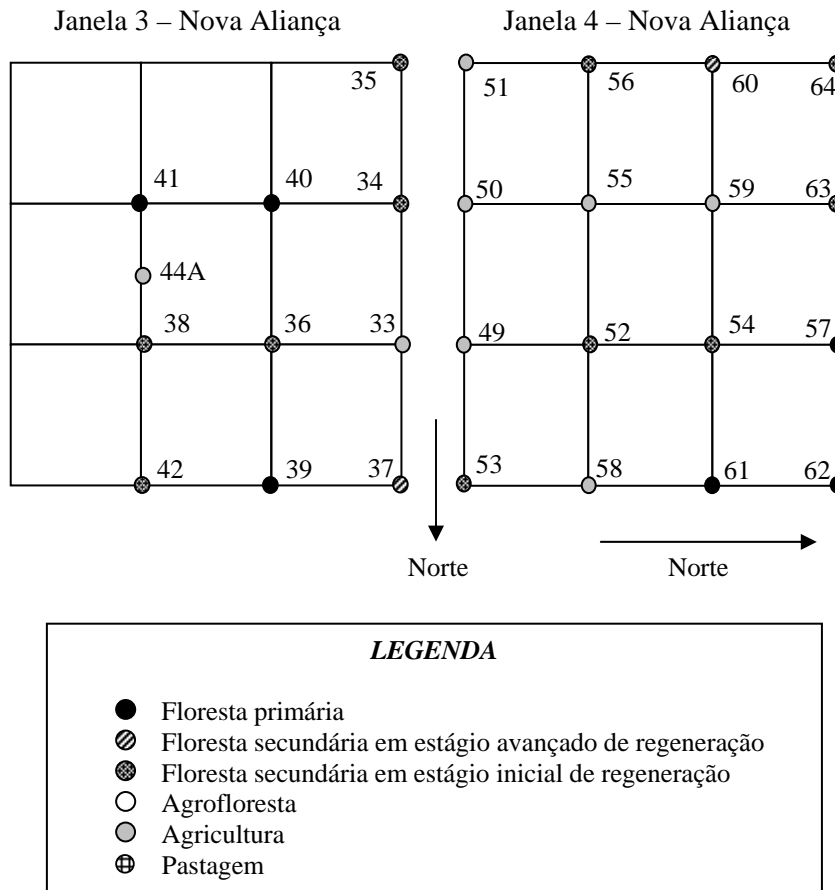 Janela 3 – Nova Aliança
Janela 4 – Nova Aliança
35
51
56
60
64
41
40
34
50
55
59
63
44A
38
36
33
49
52
54
57
42
39
37
53
58
61
62
Norte
Norte
LEGENDA
Floresta primária
Floresta secundária em estágio avançado de regeneração
Floresta secundária em estágio inicial de regeneração
Agrofloresta
Agricultura
Pastagem